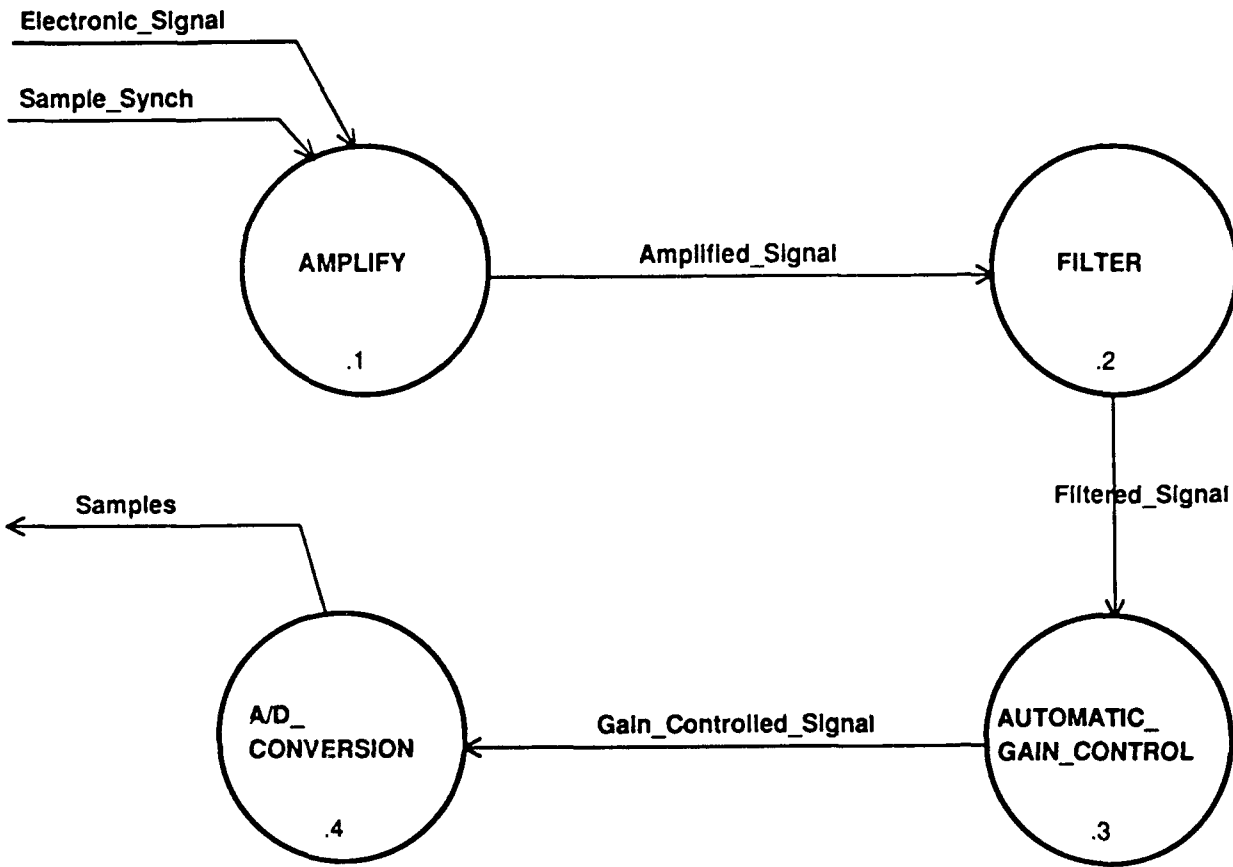 Electronic_Signal
Sample_Synch
AMPLIFY
.1
Amplified_Signal
FILTER
.2
Filtered_Signal
AUTOMATIC_
GAIN_CONTROL
.3
Gain_Controlled_Signal
A/D_
CONVERSION
.4
Samples